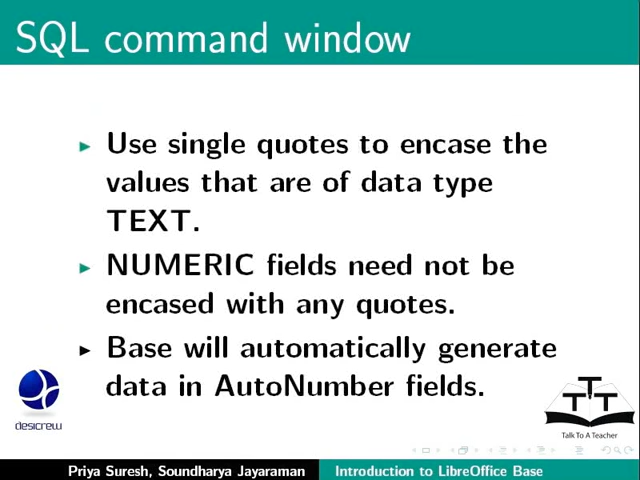 SQL command window
Use single quotes to encase the
values that are of data type
TEXT.
NUMERIC fields need not be
encased with any quotes.
Base will automatically generate
data in AutoNumber fields.
desicrew
T T T
Talk To A Teacher
Priya Suresh, Soundharya Jayaraman
Introduction to LibreOffice Base